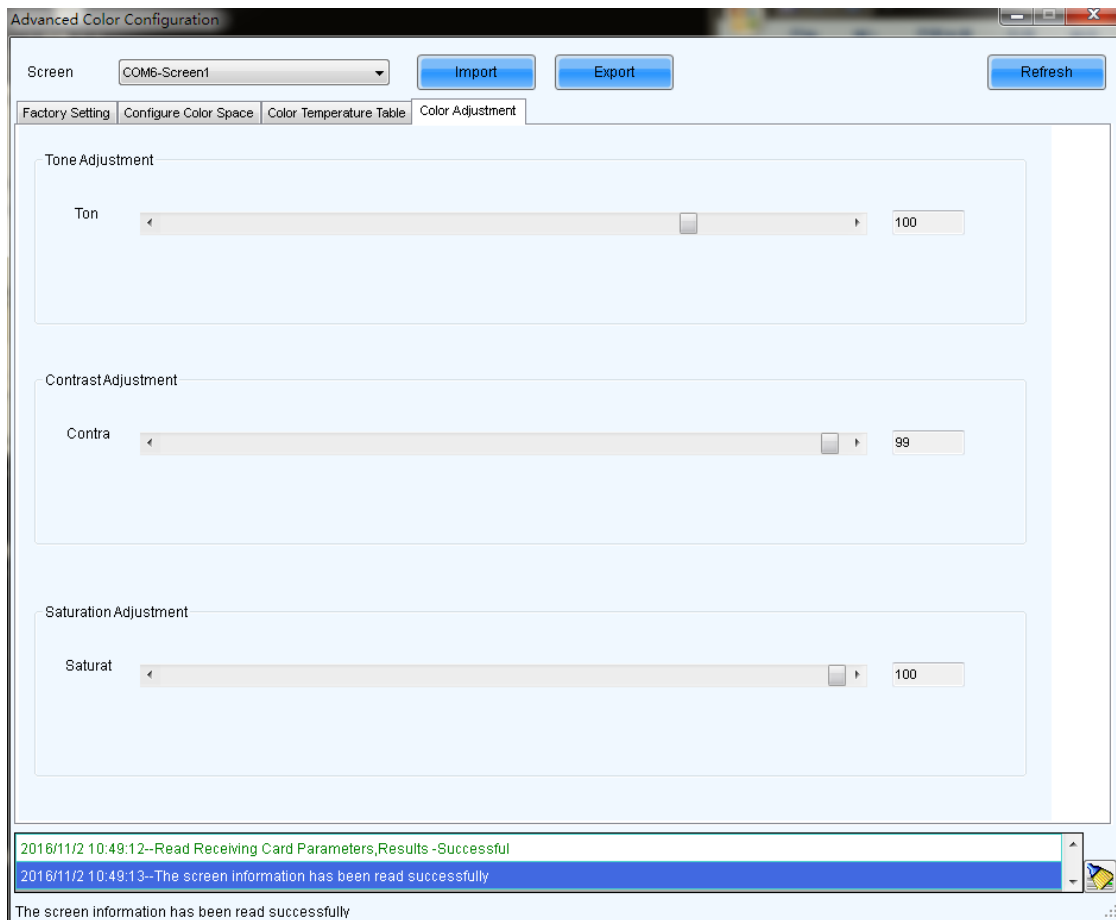 Advanced Color Configuration
Screen COM6-Screen1 Import Export Refresh
Factory Setting Configure Color Space Color Temperature Table Color Adjustment
Tone Adjustment
Ton 100
Contrast Adjustment
Contra 99
Saturation Adjustment
Saturat 100
2016/11/2 10:49:12--Read Receiving Card Parameters,Results -Successful
2016/11/2 10:49:13--The screen information has been read successfully
The screen information has been read successfully